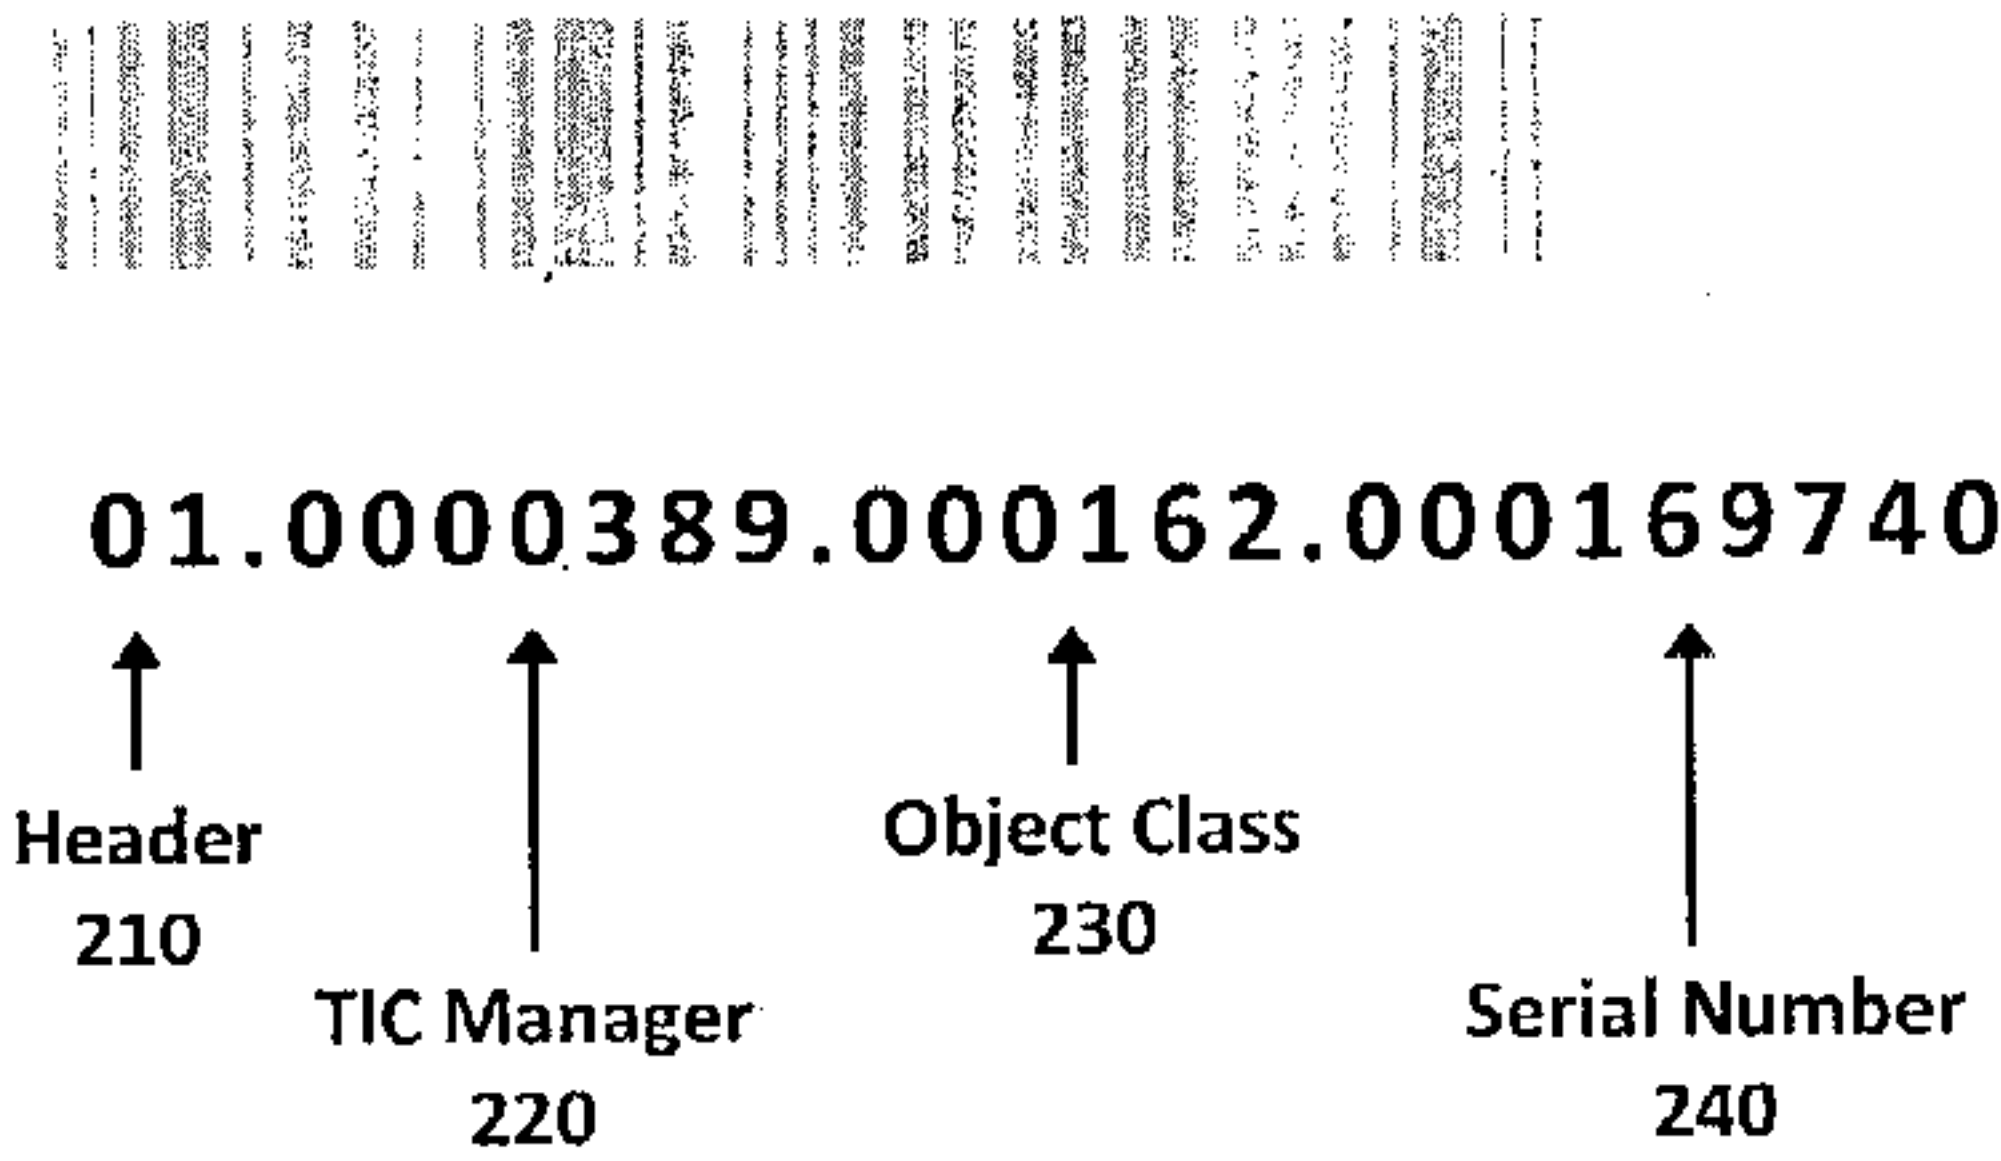 01.0000389.000162.000169740
Header
210
TIC Manager
220
Object Class
230
Serial Number
240